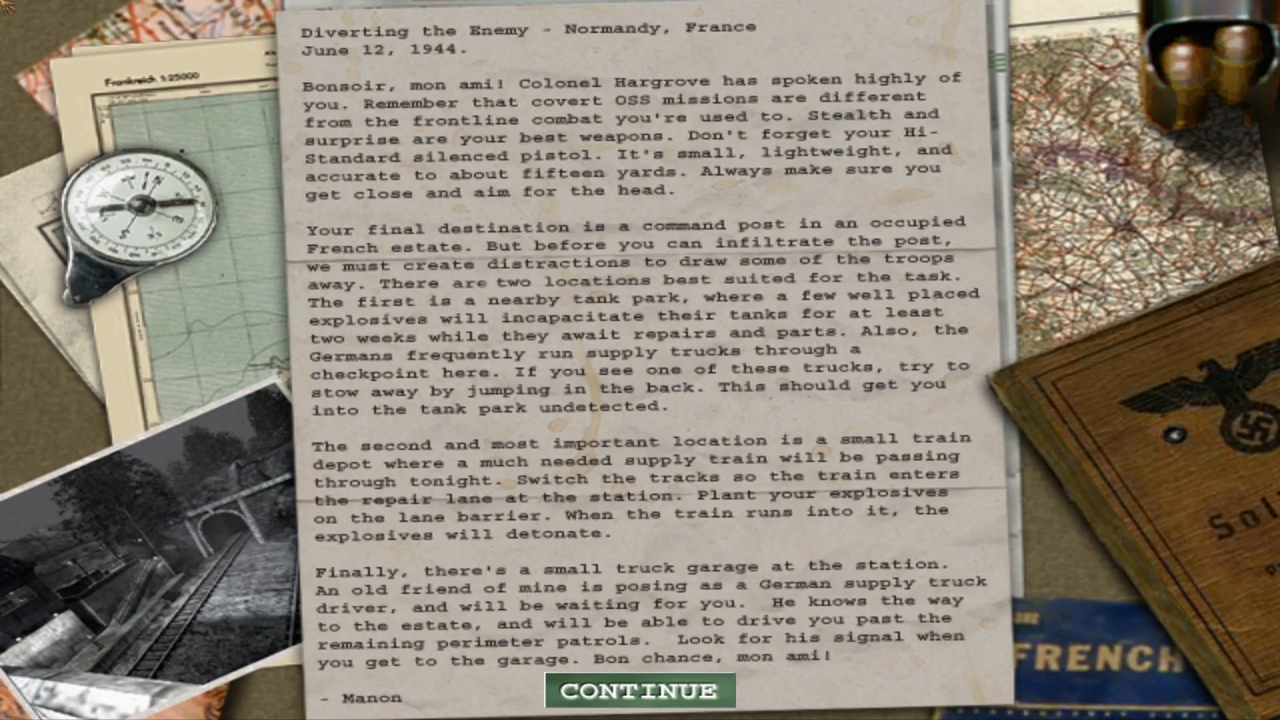 Diverting the Enemy - Normandy, France
June 12, 1944.
Bonsoir, mon ami! Colonel Hargrove has spoken highly of
you. Remember that covert OSS missions are different
from the frontline combat you're used to. Stealth and
surprise are your best weapons. Don't forget your Hi-
Standard silenced pistol. It's small, lightweight, and
accurate to about fifteen yards. Always make sure you
get close and aim for the head.
Your final destination is a command post in an occupied
French estate. But before you can infiltrate the post,
we must create distractions to draw some of the troops
away. There are two locations best suited for the task.
The first is a nearby tank park, where a few well placed
explosives will incapacitate their tanks for at least
two weeks while they await repairs and parts. Also, the
Germans frequently run supply trucks through a
checkpoint here. If you see one of these trucks, try to
stow away by jumping in the back. This should get you
into the tank park undetected.
The second and most important location is a small train
depot where a much needed supply train will be passing
through tonight. Switch the tracks so the train enters
the repair lane at the station. Plant your explosives
on the lane barrier. When the train runs into it, the
explosives will detonate.
Finally, there's a small truck garage at the station.
An old friend of mine is posing as a German supply truck
driver, and will be waiting for you. He knows the way
to the estate, and will be able to drive you past the
remaining perimeter patrols. Look for his signal when
you get to the garage. Bon chance, mon ami!
- Manon
CONTINUE
Frankreich 1:25000
Sol
FRENCH